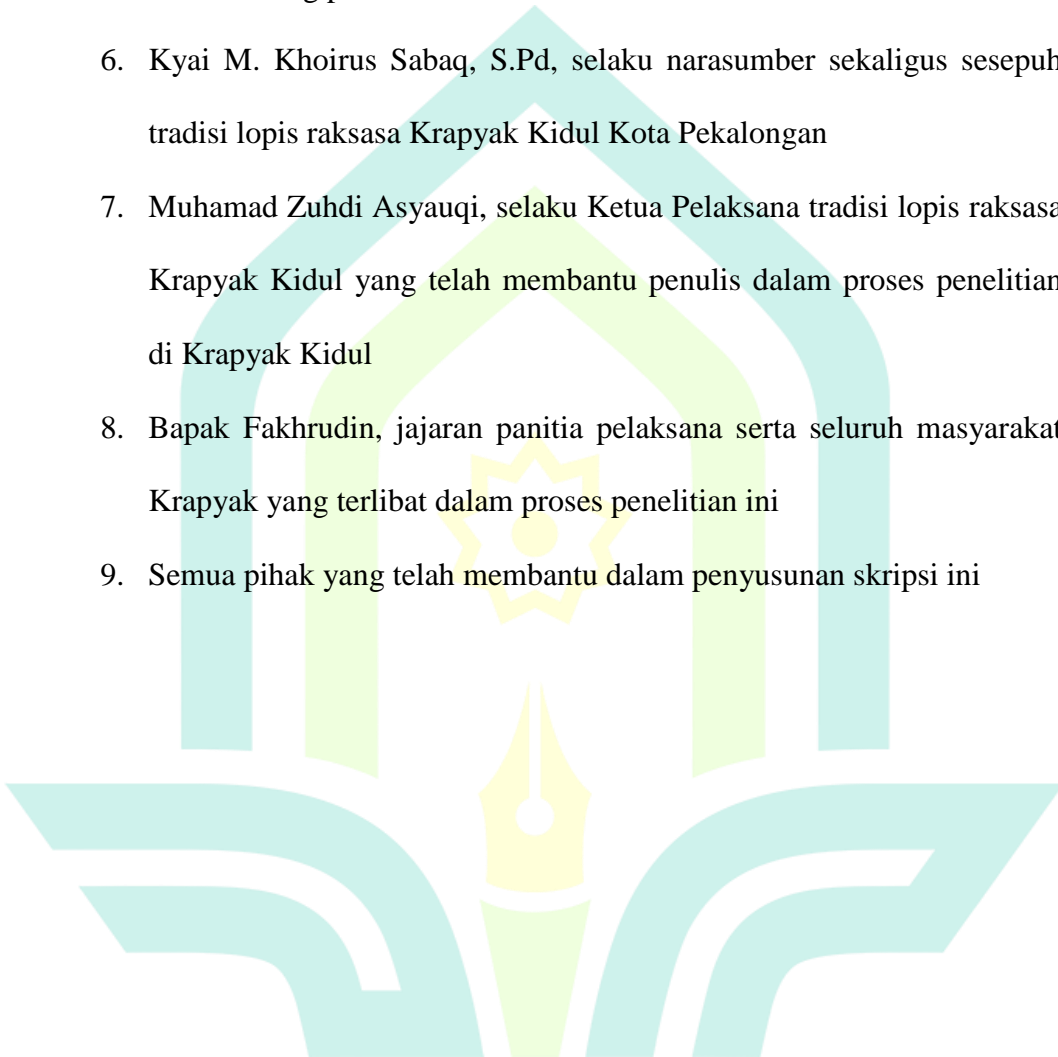 6. Kyai M. Khoirus Sabaq, S.Pd, selaku narasumber sekaligus sesepuh
tradisi lopis raksasa Krapyak Kidul Kota Pekalongan
7. Muhamad Zuhdi Asyauqi, selaku Ketua Pelaksana tradisi lopis raksasa
Krapyak Kidul yang telah membantu penulis dalam proses penelitian
di Krapyak Kidul
8. Bapak Fakhrudin, jajaran panitia pelaksana serta seluruh masyarakat
Krapyak yang terlibat dalam proses penelitian ini
9. Semua pihak yang telah membantu dalam penyusunan skripsi ini